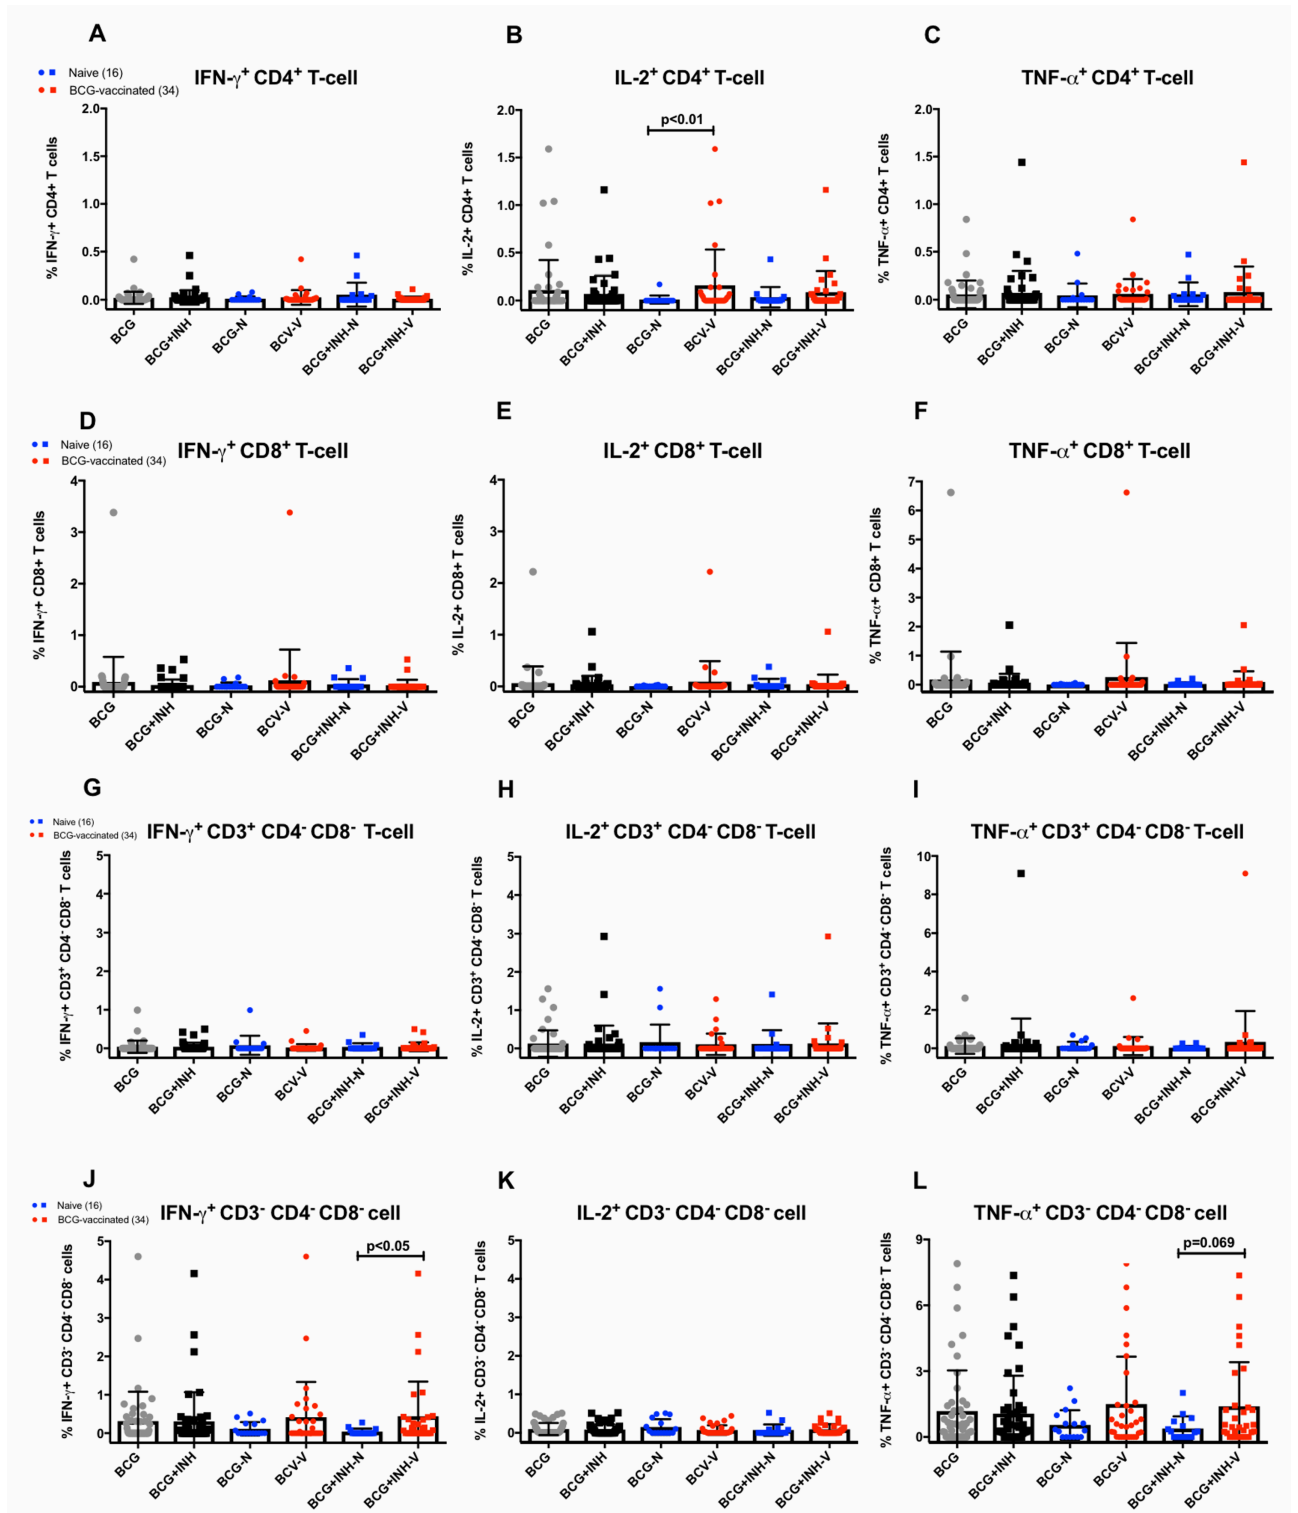 A
B
C
Naive (16)
BCG-vaccinated (34)
IFN-γ+ CD4+ T-cell
IL-2+ CD4+ T-cell
TNF-α+ CD4+ T-cell
% IFN-γ+ CD4+ T cells
2.0
1.5
1.0
0.5
0.0
BCG
BCG+INH
BCG-N
BCV-V
BCG+INH-N
BCG+INH-V
% IL-2+ CD4+ T cells
2.0
1.5
1.0
0.5
0.0
p<0.01
BCG
BCG+INH
BCG-N
BCV-V
BCG+INH-N
BCG+INH-V
% TNF-α+ CD4+ T cells
2.0
1.5
1.0
0.5
0.0
BCG
BCG+INH
BCG-N
BCV-V
BCG+INH-N
BCG+INH-V
D
E
F
Naive (16)
BCG-vaccinated (34)
IFN-γ+ CD8+ T-cell
IL-2+ CD8+ T-cell
TNF-α+ CD8+ T-cell
% IFN-γ+ CD8+ T cells
4
3
2
1
0
BCG
BCG+INH
BCG-N
BCV-V
BCG+INH-N
BCG+INH-V
% IL-2+ CD8+ T cells
4
3
2
1
0
BCG
BCG+INH
BCG-N
BCV-V
BCG+INH-N
BCG+INH-V
% TNF-α+ CD8+ T cells
7
6
5
4
3
2
1
0
BCG
BCG+INH
BCG-N
BCV-V
BCG+INH-N
BCG+INH-V
G
H
I
Naive (16)
BCG-vaccinated (34)
IFN-γ+ CD3+ CD4- CD8- T-cell
IL-2+ CD3+ CD4- CD8- T-cell
TNF-α+ CD3+ CD4- CD8- T-cell
% IFN-γ+ CD3+ CD4- CD8- T cells
5
4
3
2
1
0
BCG
BCG+INH
BCG-N
BCV-V
BCG+INH-N
BCG+INH-V
% IL-2+ CD3+ CD4- CD8- T cells
5
4
3
2
1
0
BCG
BCG+INH
BCG-N
BCV-V
BCG+INH-N
BCG+INH-V
% TNF-α+ CD3+ CD4- CD8- T cells
10
8
6
4
2
0
BCG
BCG+INH
BCG-N
BCV-V
BCG+INH-N
BCG+INH-V
J
K
L
Naive (16)
BCG-vaccinated (34)
IFN-γ+ CD3- CD4- CD8- cell
IL-2+ CD3- CD4- CD8- cell
TNF-α+ CD3- CD4- CD8- cell
% IFN-γ+ CD3- CD4- CD8- cells
5
4
3
2
1
0
p<0.05
BCG
BCG+INH
BCG-N
BCV-V
BCG+INH-N
BCG+INH-V
% IL-2+ CD3- CD4- CD8- T cells
5
4
3
2
1
0
BCG
BCG+INH
BCG-N
BCV-V
BCG+INH-N
BCG+INH-V
% TNF-α+ CD3- CD4- CD8- T cells
9
6
3
0
p=0.069
BCG
BCG+INH
BCG-N
BCG-V
BCG+INH-N
BCG+INH-V